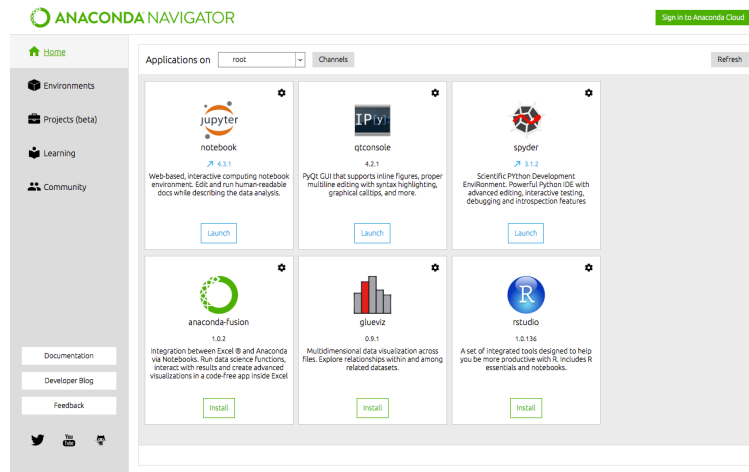 ANACONDA NAVIGATOR
Sign in to Anaconda Cloud
Home
Environments
Projects (beta)
Learning
Community
Documentation
Developer Blog
Feedback
You
Tube
Applications on
root
Channels
Refresh
jupyter
notebook
4.3.1
Web-based, interactive computing notebook
environment. Edit and run human-readable
docs while describing the data analysis.
Launch
IP[y]:
qtconsole
4.2.1
PyQt GUI that supports inline figures, proper
multiline editing with syntax highlighting,
graphical calltips, and more.
Launch
spyder
3.1.2
Scientific PYthon Development
EnviRonment. Powerful Python IDE with
advanced editing, interactive testing,
debugging and introspection features
Launch
anaconda-fusion
1.0.2
Integration between Excel ® and Anaconda
via Notebooks. Run data science functions,
interact with results and create advanced
visualizations in a code-free app inside Excel
Install
glueviz
0.9.1
Multidimensional data visualization across
files. Explore relationships within and among
related datasets.
Install
R
rstudio
1.0.136
A set of integrated tools designed to help
you be more productive with R. Includes R
essentials and notebooks.
Install